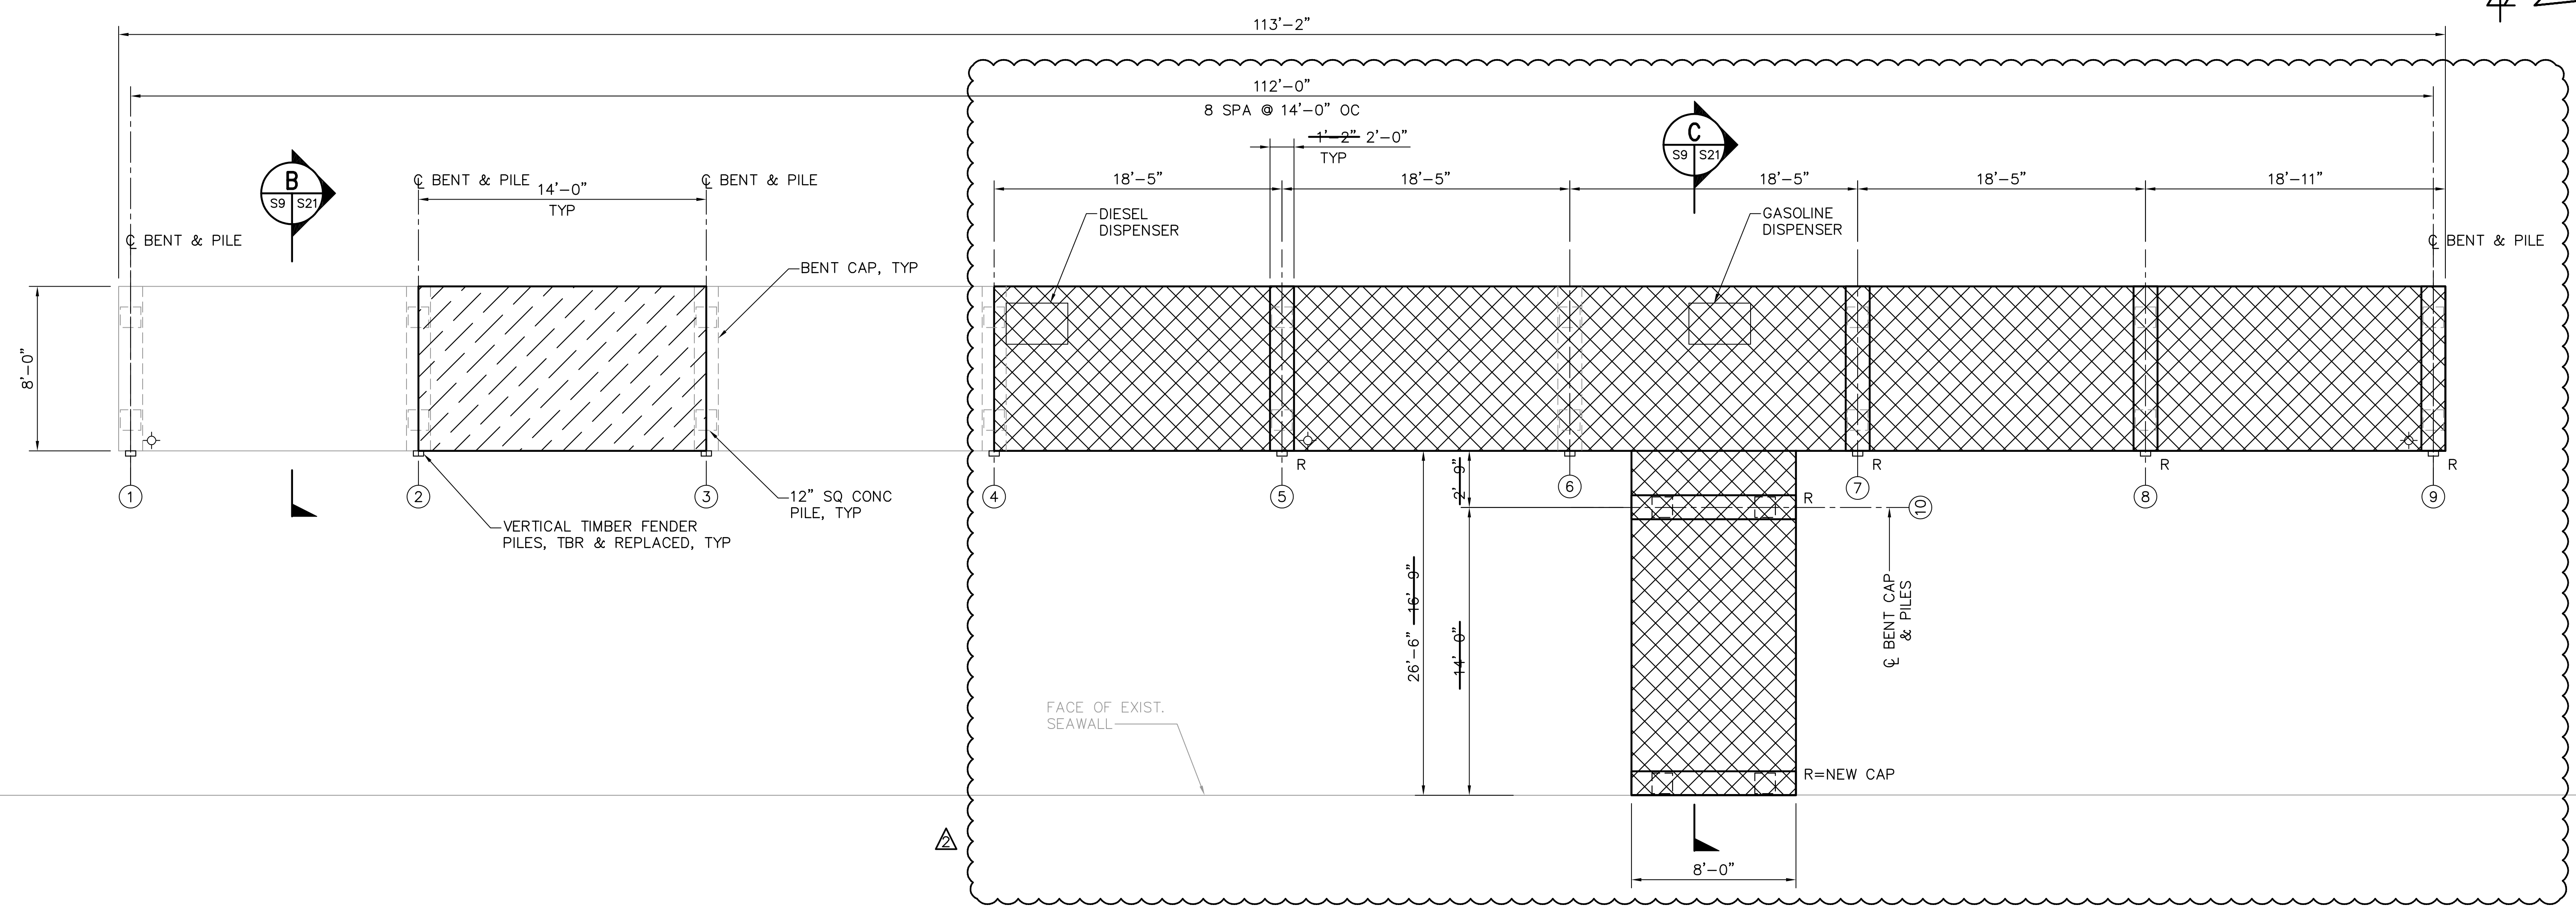 113'-2"
112'-0"
8 SPA @ 14'-0" OC
1'-2" 2'-0"
TYP
B
S9 S21
C
S9 S21
℄ BENT & PILE
℄ BENT & PILE
14'-0"
TYP
18'-5"
18'-5"
18'-5"
18'-5"
18'-11"
DIESEL
DISPENSER
GASOLINE
DISPENSER
℄ BENT & PILE
℄ BENT & PILE
BENT CAP, TYP
8'-0"
R
R
R
R
1
2
3
4
5
6
7
8
9
2'-9"
R
10
12" SQ CONC
PILE, TYP
VERTICAL TIMBER FENDER
PILES, TBR & REPLACED, TYP
26'-6" 16'-9"
14'-0"
℄ BENT CAP
& PILES
FACE OF EXIST.
SEAWALL
R=NEW CAP
2
8'-0"